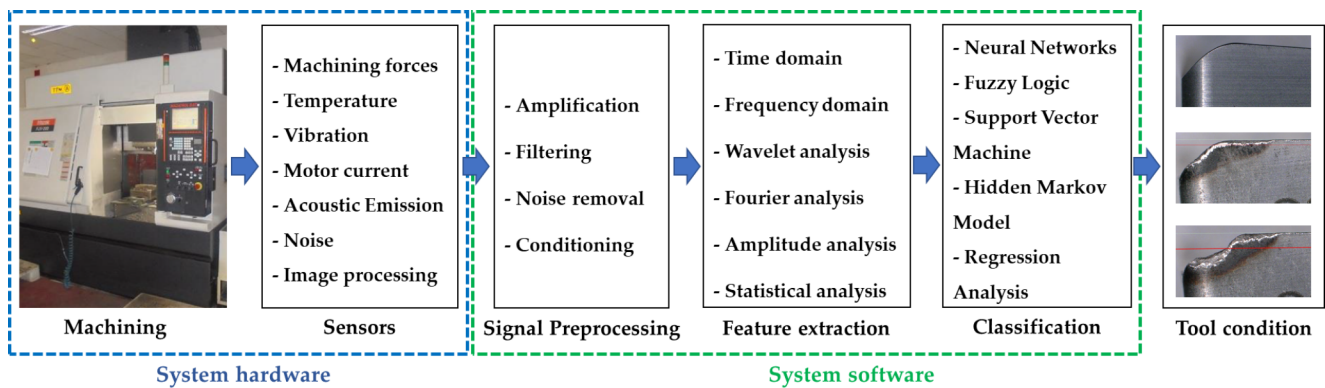 - Machining forces
- Temperature
- Vibration
- Motor current
- Acoustic Emission
- Noise
- Image processing
- Amplification
- Filtering
- Noise removal
- Conditioning
- Time domain
- Frequency domain
- Wavelet analysis
- Fourier analysis
- Amplitude analysis
- Statistical analysis
- Neural Networks
- Fuzzy Logic
- Support Vector
Machine
- Hidden Markov
Model
- Regression
Analysis
Machining
Sensors
Signal Preprocessing
Feature extraction
Classification
Tool condition
System hardware
System software